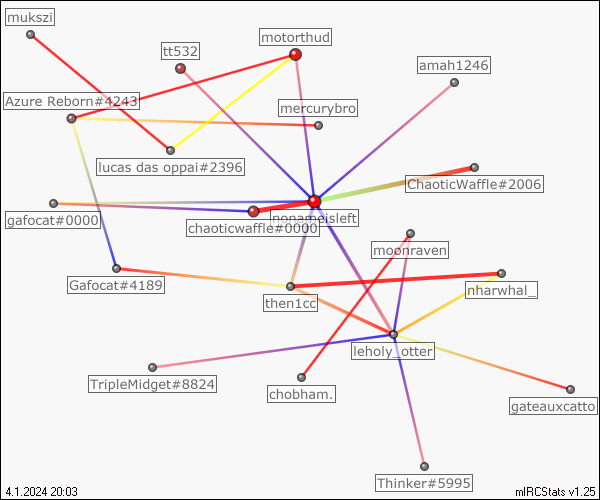 mukszi
motorthud
tt532
amah1246
Azure Reborn#4243
mercurybro
lucas das oppai#2396
ChaoticWaffle#2006
gafocat#0000
nonameisleft
chaoticwaffle#0000
moonraven
Gafocat#4189
nharwhal_
then1cc
leholy_otter
TripleMidget#8824
chobham.
gateauxcatto
Thinker#5995
4.1.2024 20:03
mIRCStats v1.25